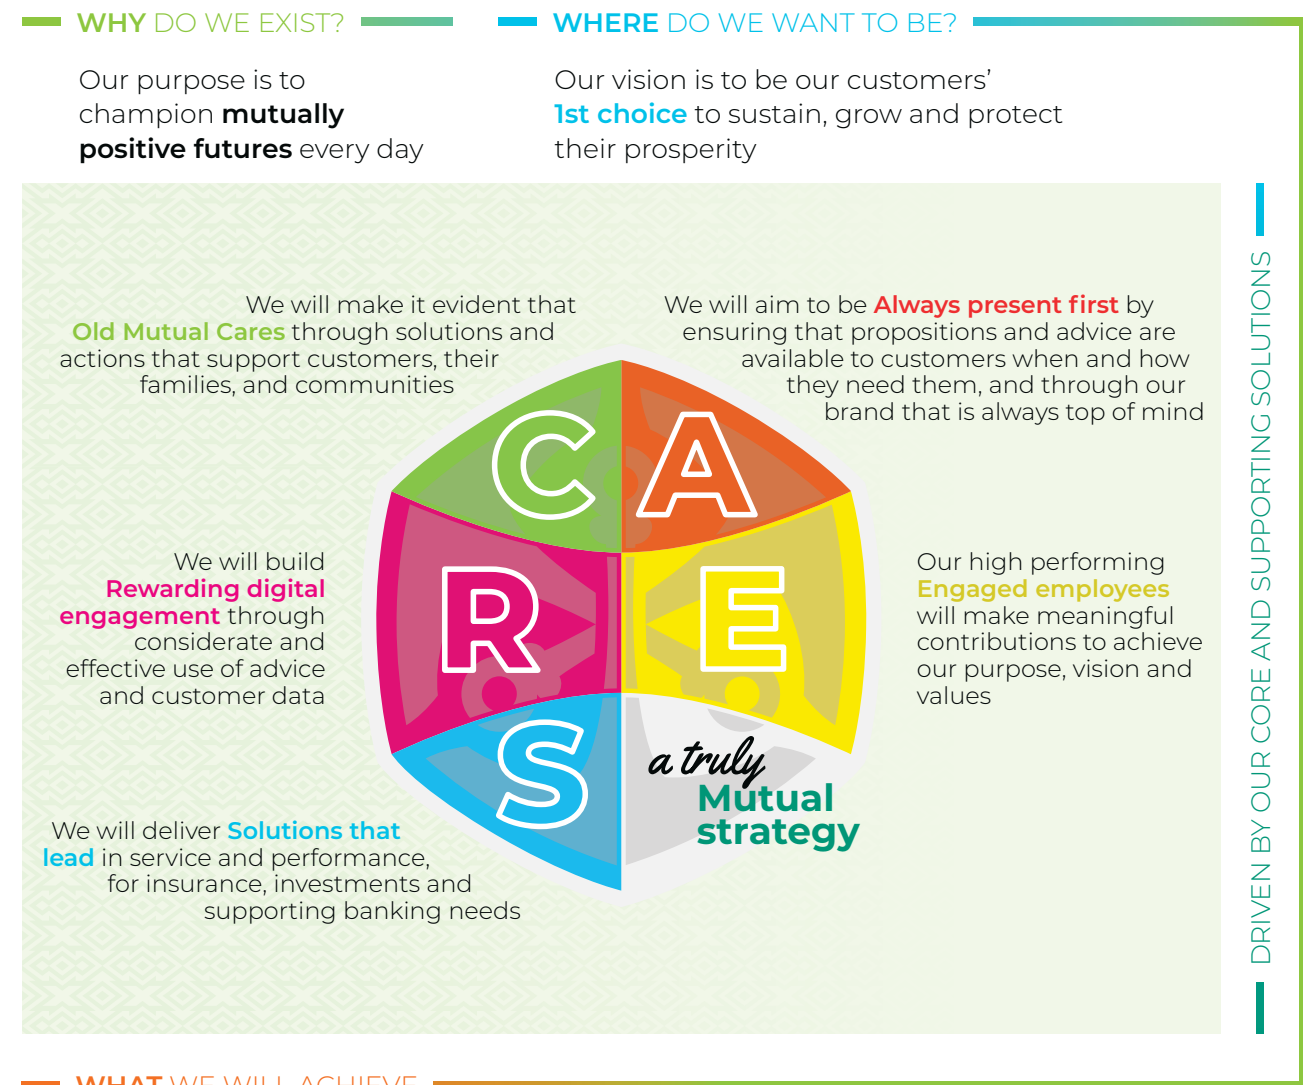 WHY DO WE EXIST?
Our purpose is to
champion mutually
positive futures every day
WHERE DO WE WANT TO BE?
Our vision is to be our customers’
1st choice to sustain, grow and protect
their prosperity
We will make it evident that
Old Mutual Cares through solutions and
actions that support customers, their
families, and communities
We will aim to be Always present first by
ensuring that propositions and advice are
available to customers when and how
they need them, and through our
brand that is always top of mind
C A
We will build
Rewarding digital
engagement through
considerate and
effective use of advice
and customer data
R E
Our high performing
Engaged employees
will make meaningful
contributions to achieve
our purpose, vision and
values
S
a truly
Mutual
strategy
We will deliver Solutions that
lead in service and performance,
for insurance, investments and
supporting banking needs
DRIVEN BY OUR CORE AND SUPPORTING SOLUTIONS
WHAT WE WILL ACHIEVE